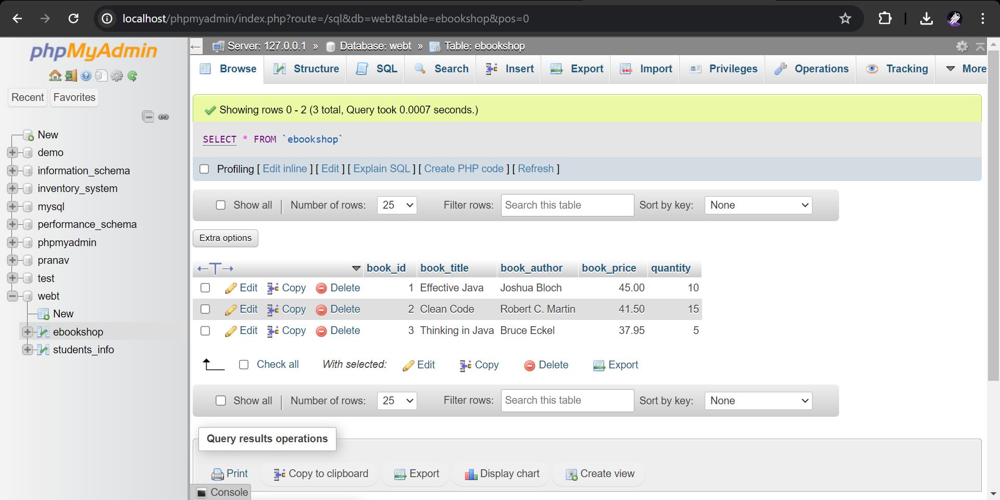 localhost/phpmyadmin/index.php?route=/sql&db=webt&table=ebookshop&pos=0
phpMyAdmin
Recent Favorites
New
demo
information_schema
inventory_system
mysql
performance_schema
phpmyadmin
pranav
test
webt
New
ebookshop
students_info
Server: 127.0.0.1 » Database: webt » Table: ebookshop
Browse Structure SQL Search Insert Export Import Privileges Operations Tracking More
Showing rows 0 - 2 (3 total, Query took 0.0007 seconds.)
SELECT * FROM `ebookshop`
Profiling [ Edit inline ] [ Edit ] [ Explain SQL ] [ Create PHP code ] [ Refresh ]
Show all Number of rows: 25 Filter rows: Search this table Sort by key: None
Extra options
book_id book_title book_author book_price quantity
Edit Copy Delete 1 Effective Java Joshua Bloch 45.00 10
Edit Copy Delete 2 Clean Code Robert C. Martin 41.50 15
Edit Copy Delete 3 Thinking in Java Bruce Eckel 37.95 5
Check all With selected: Edit Copy Delete Export
Show all Number of rows: 25 Filter rows: Search this table Sort by key: None
Query results operations
Print Copy to clipboard Export Display chart Create view
Console